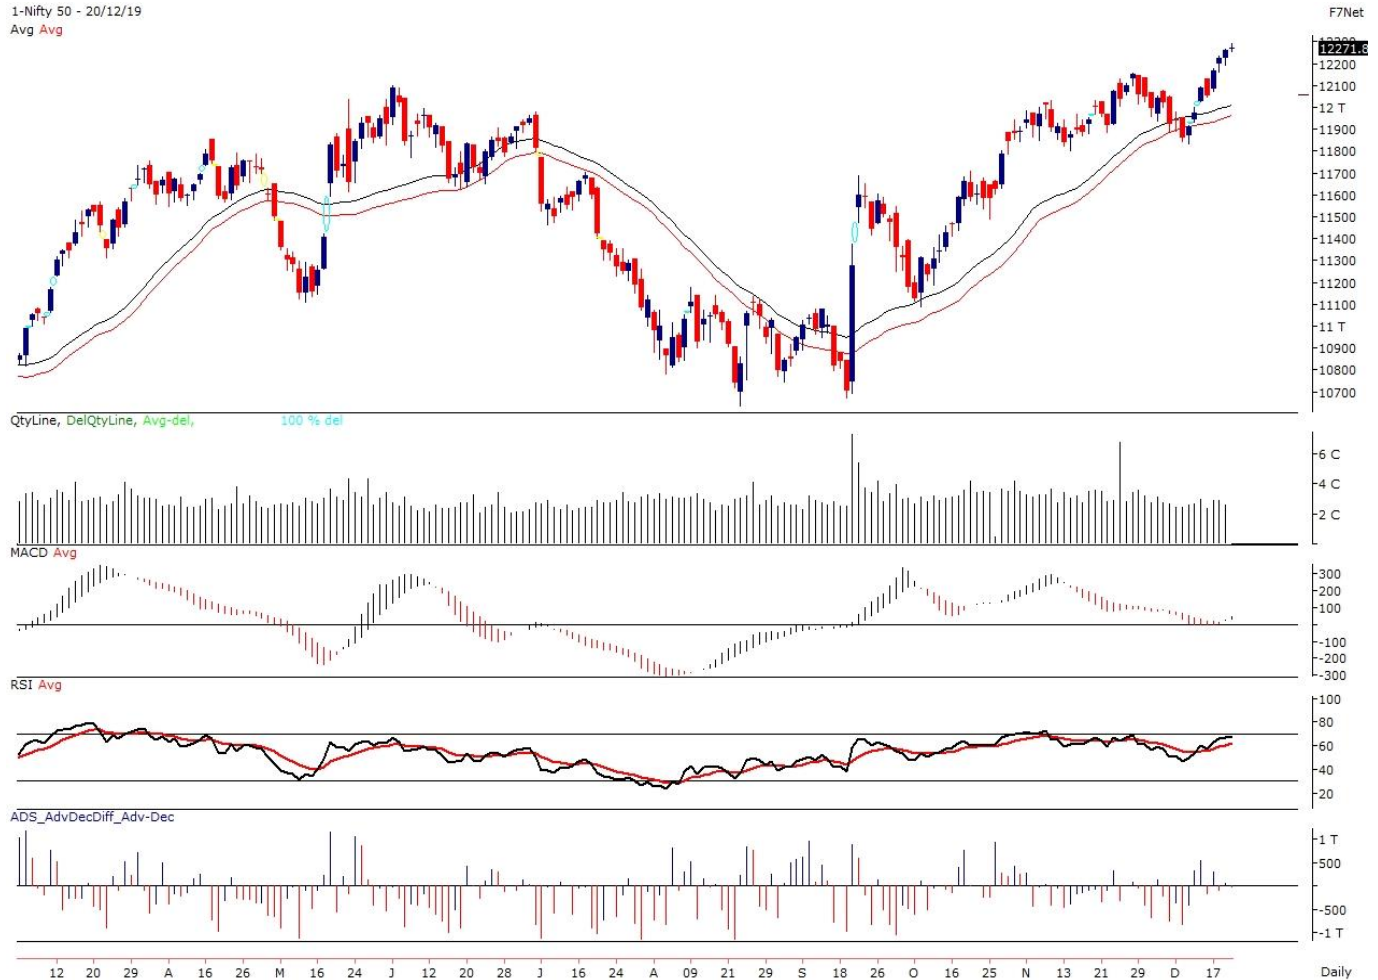 1-Nifty 50 - 20/12/19
F7Net
Avg Avg
12300
12271.8
12200
12100
12 T
11900
11800
11700
11600
11500
11400
11300
11200
11100
11 T
10900
10800
10700
QtyLine, DelQtyLine, Avg-del, 100 % del
6 C
4 C
2 C
MACD Avg
300
200
100
-100
-200
-300
RSI Avg
100
80
60
40
20
ADS_AdvDecDiff_Adv-Dec
1 T
500
-500
-1 T
12 20 29 A 16 26 M 16 24 J 12 20 28 J 16 24 A 09 21 29 S 18 26 O 16 25 N 13 21 29 D 17 Daily